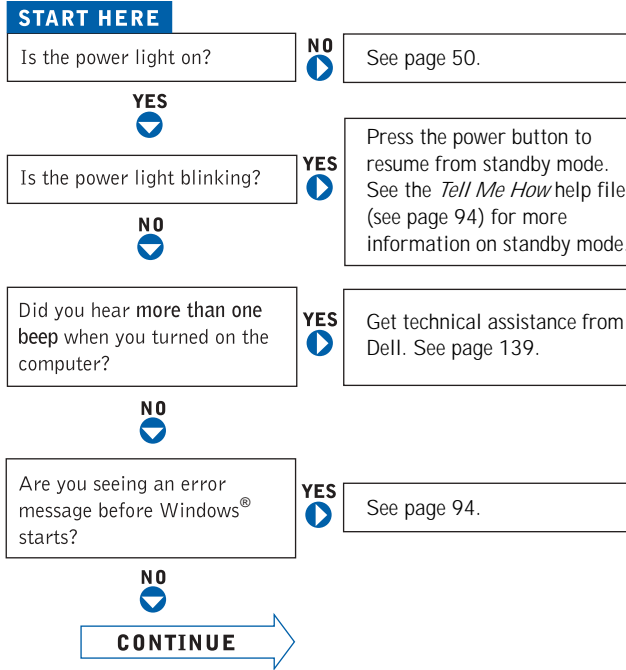 START HERE
Is the power light on?
NO
See page 50.
YES
Is the power light blinking?
YES
Press the power button to
resume from standby mode.
See the Tell Me How help file
(see page 94) for more
information on standby mode.
NO
Did you hear more than one
beep when you turned on the
computer?
YES
Get technical assistance from
Dell. See page 139.
NO
Are you seeing an error
message before Windows®
starts?
YES
See page 94.
NO
CONTINUE